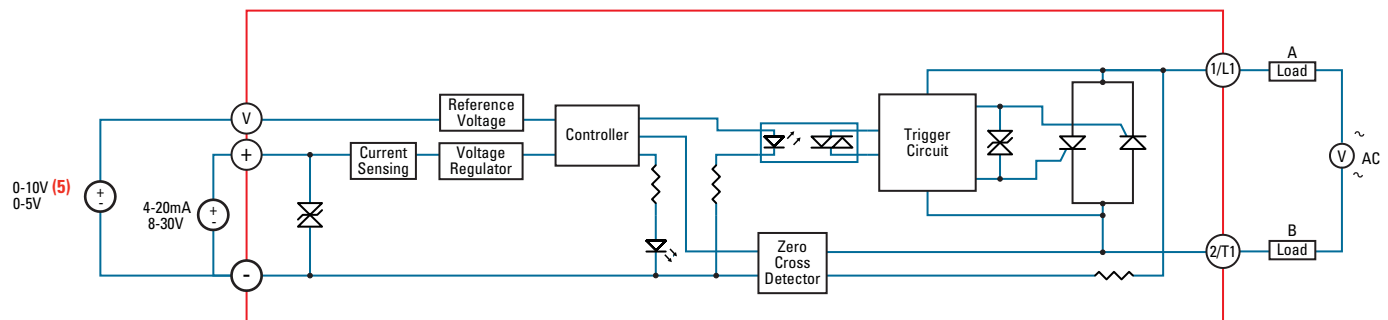 A
1/L1
Load
Reference
Voltage
V
Controller
Trigger
Circuit
+
Current
Sensing
Voltage
Regulator
~
V
AC
~
0-10V (5)
0-5V
+
-
4-20mA
8-30V
+
-
B
Zero
Cross
Detector
2/T1
Load
-